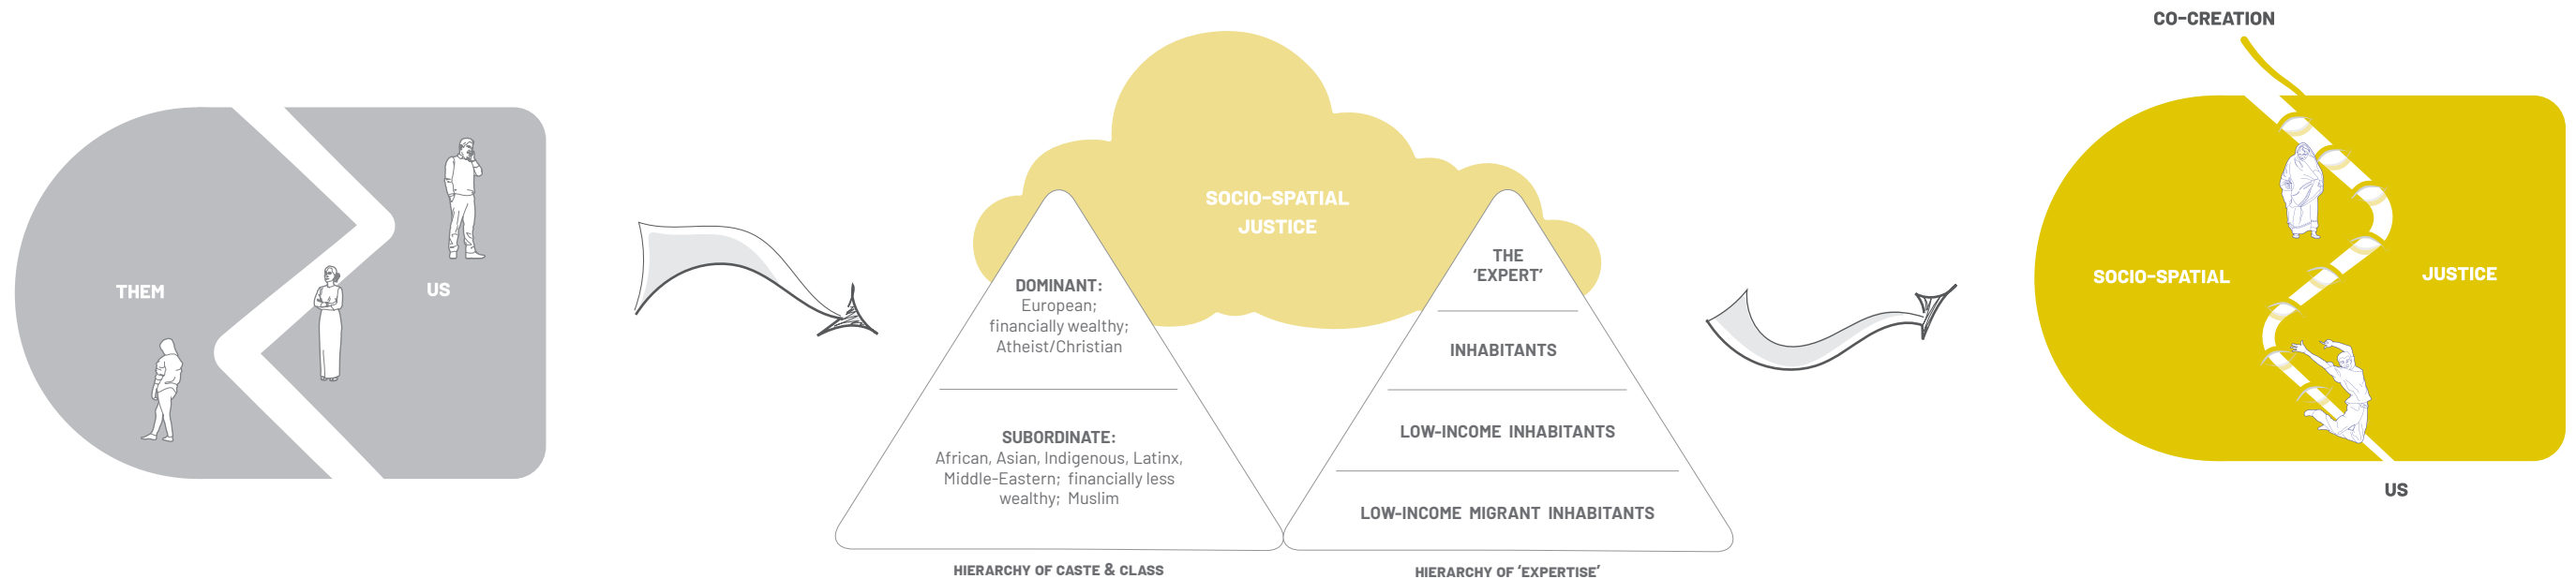 THEM
US
SOCIO-SPATIAL
JUSTICE
DOMINANT:
European;
financially wealthy;
Atheist/Christian
SUBORDINATE:
African, Asian, Indigenous, Latinx,
Middle-Eastern; financially less
wealthy; Muslim
HIERARCHY OF CASTE & CLASS
THE
‘EXPERT’
INHABITANTS
LOW-INCOME INHABITANTS
LOW-INCOME MIGRANT INHABITANTS
HIERARCHY OF ‘EXPERTISE’
CO-CREATION
SOCIO-SPATIAL
JUSTICE
US